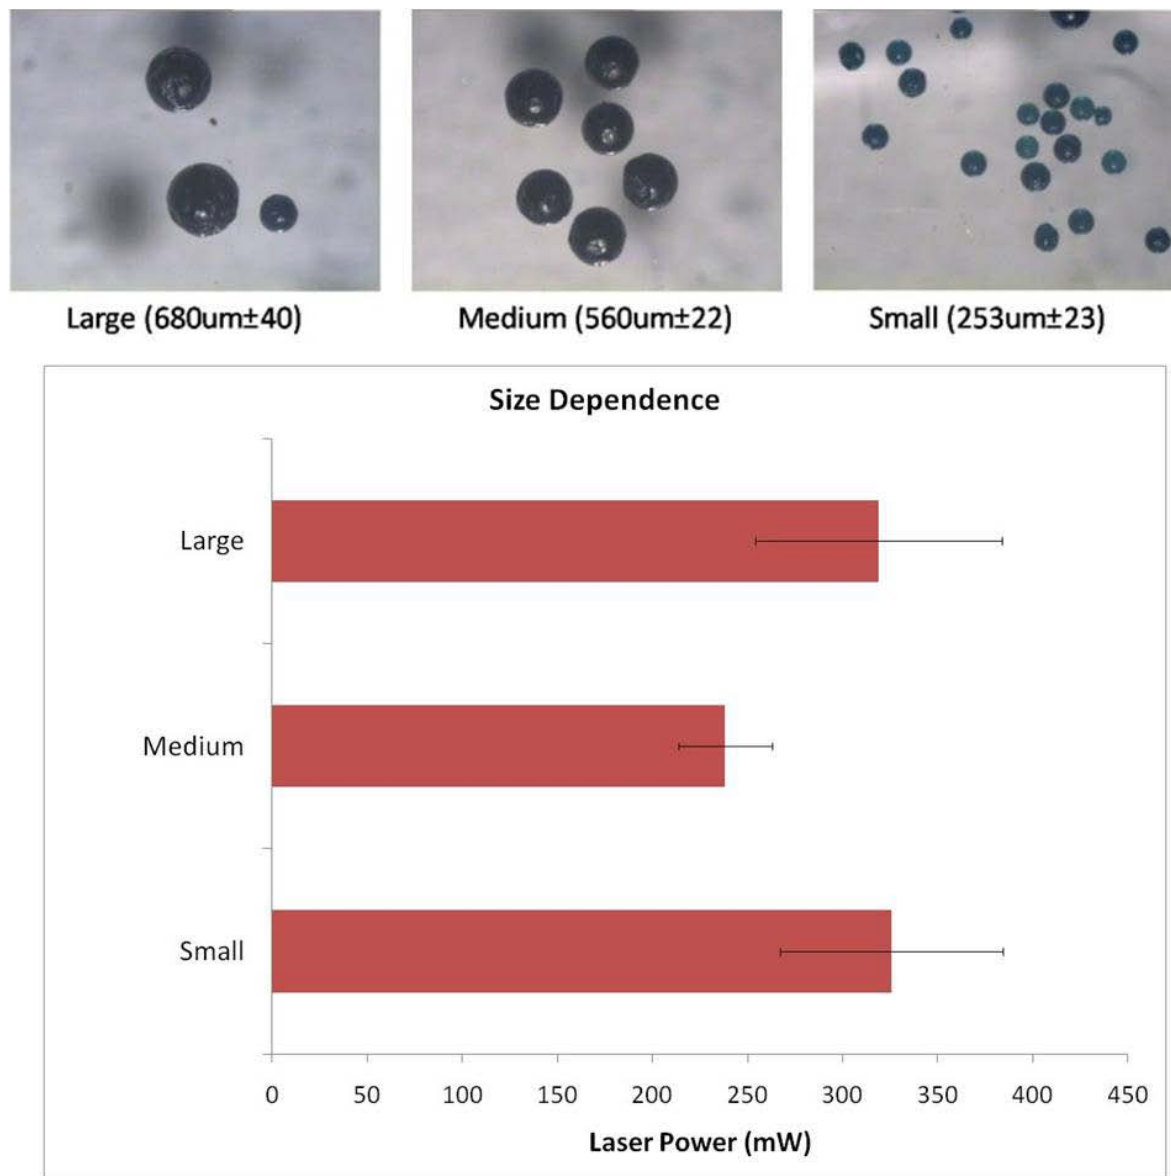 Large (680um±40)
Medium (560um±22)
Small (253um±23)
Size Dependence
Large
Medium
Small
0 50 100 150 200 250 300 350 400 450
Laser Power (mW)